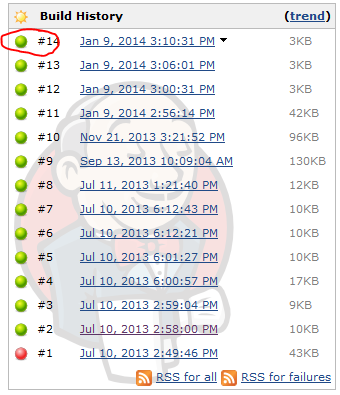 Build History (trend)
#14 Jan 9, 2014 3:10:31 PM 3KB
#13 Jan 9, 2014 3:06:01 PM 3KB
#12 Jan 9, 2014 3:00:31 PM 3KB
#11 Jan 9, 2014 2:56:14 PM 42KB
#10 Nov 21, 2013 3:21:52 PM 96KB
#9 Sep 13, 2013 10:09:04 AM 130KB
#8 Jul 11, 2013 1:21:40 PM 12KB
#7 Jul 10, 2013 6:12:43 PM 10KB
#6 Jul 10, 2013 6:12:21 PM 10KB
#5 Jul 10, 2013 6:01:27 PM 10KB
#4 Jul 10, 2013 6:00:57 PM 17KB
#3 Jul 10, 2013 2:59:04 PM 9KB
#2 Jul 10, 2013 2:58:00 PM 10KB
#1 Jul 10, 2013 2:49:46 PM 43KB
RSS for all RSS for failures